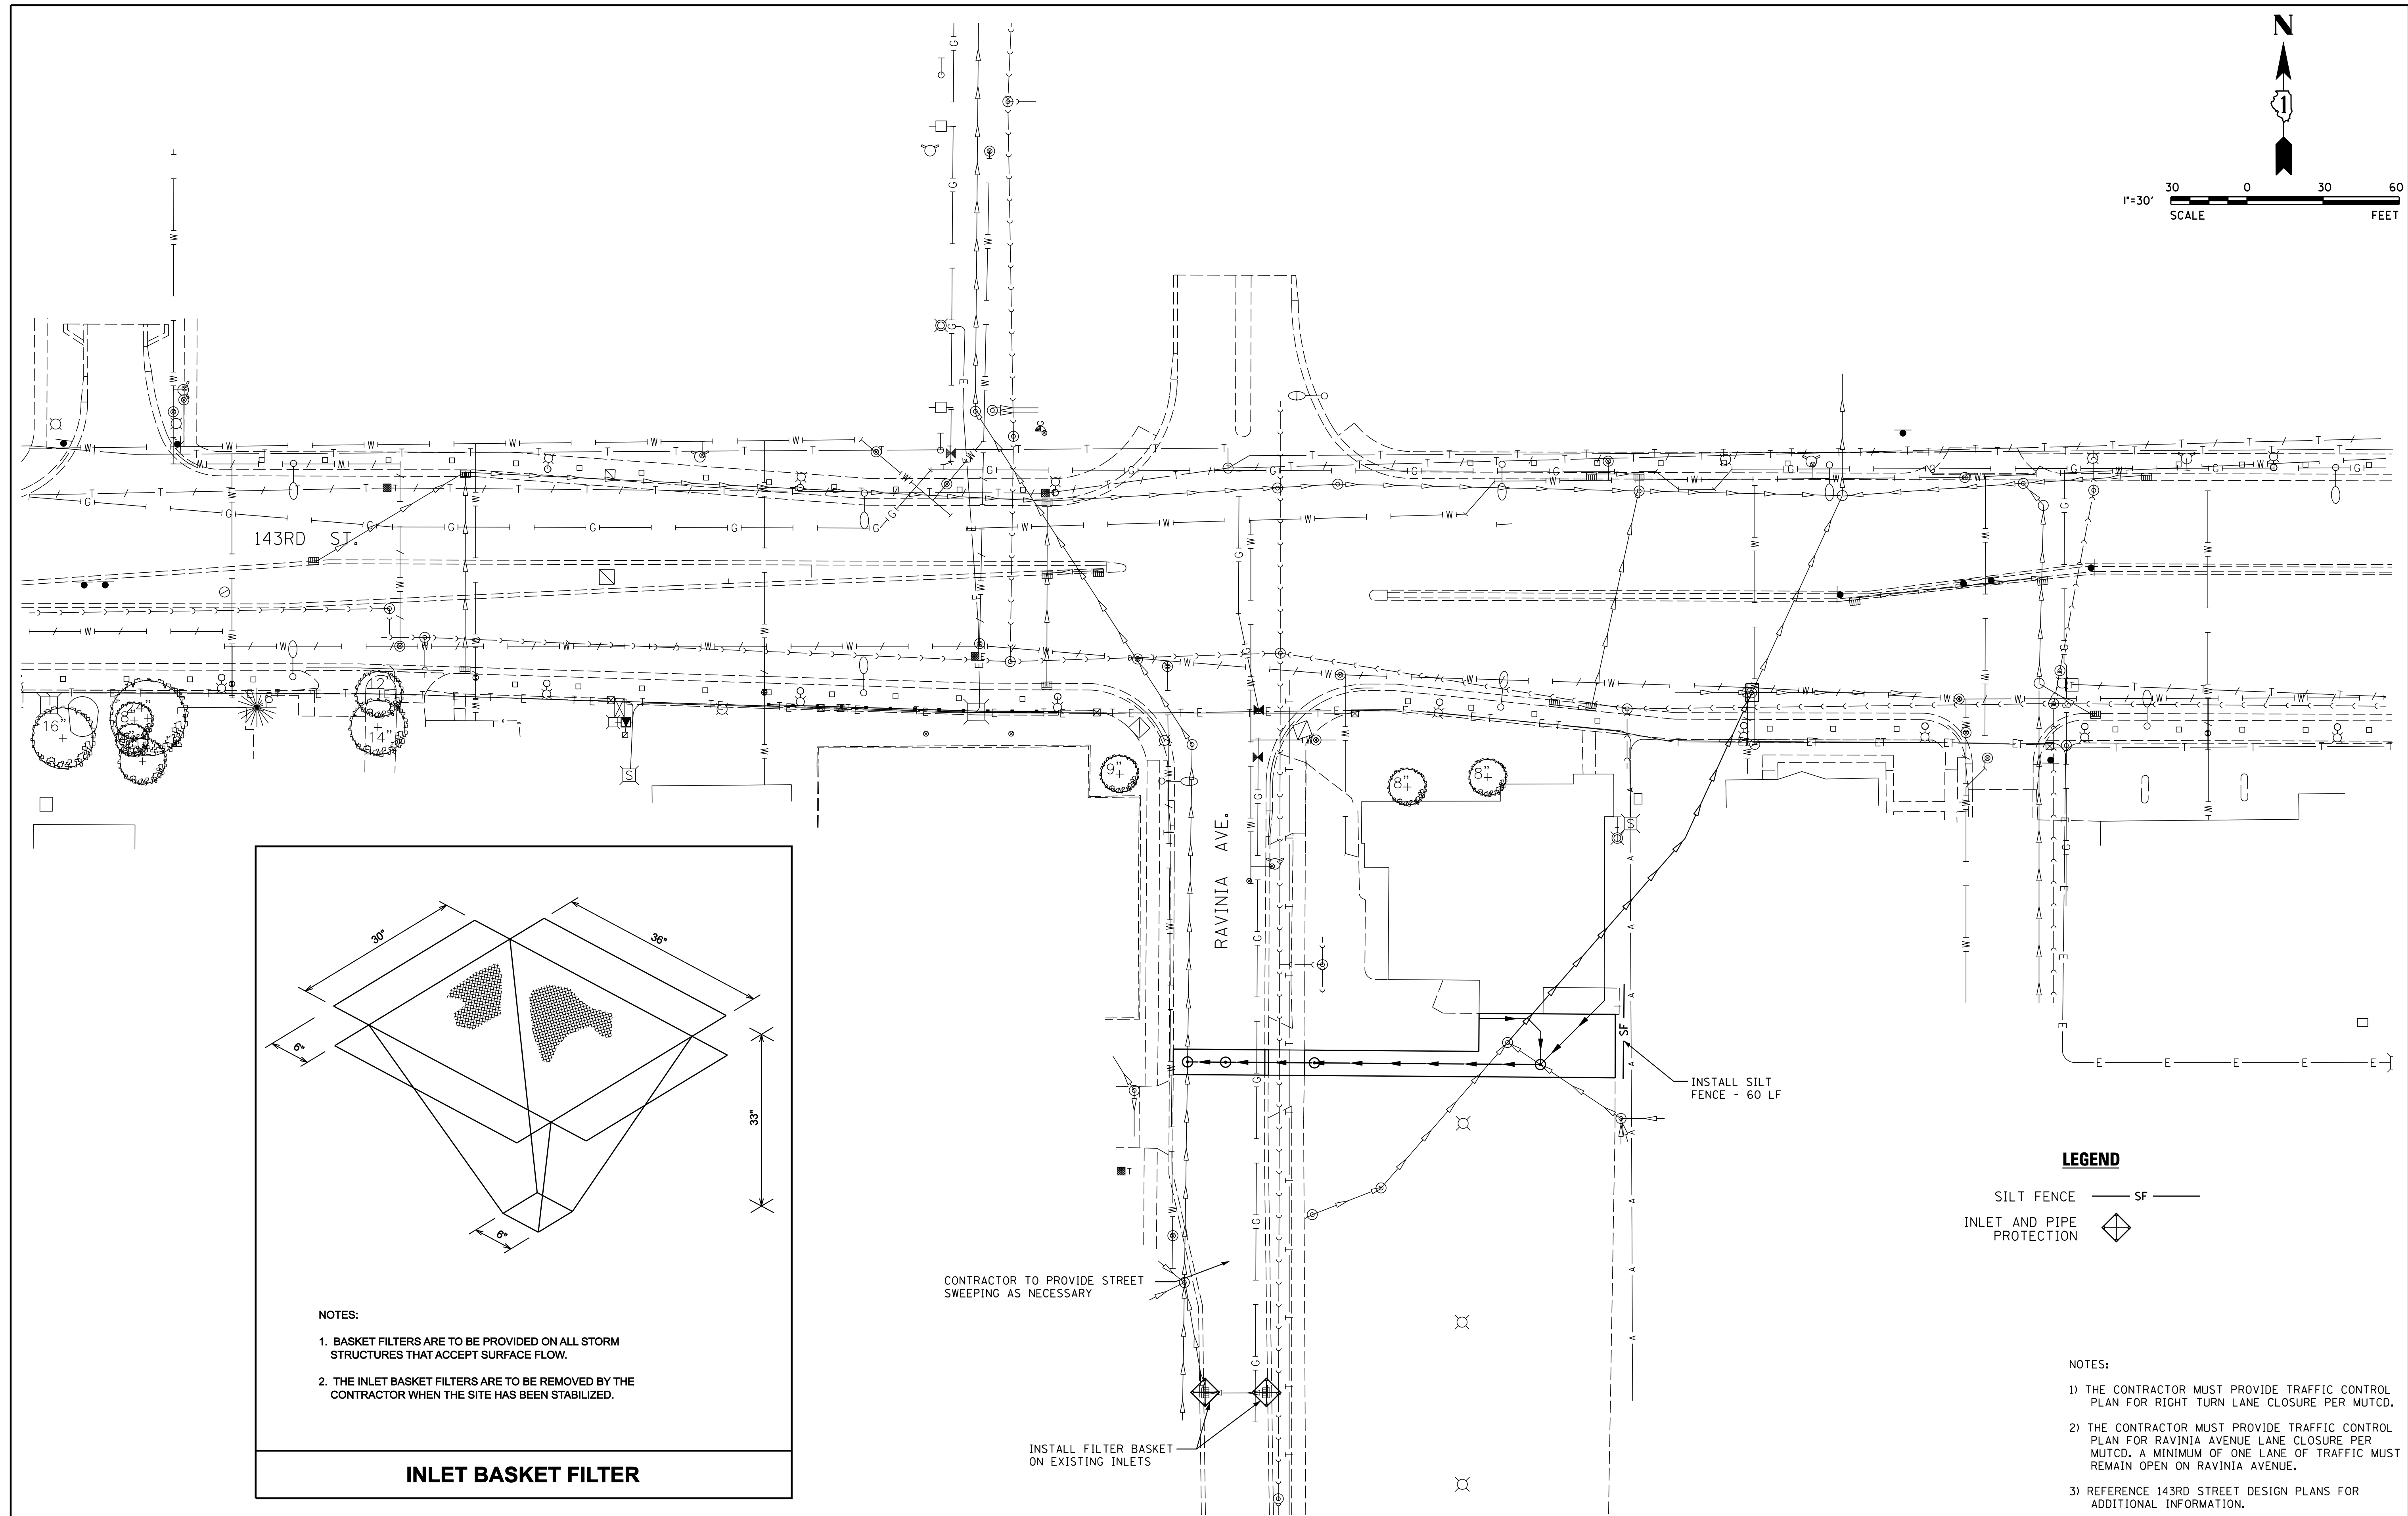 N
1
30 0 30 60
1"=30'
SCALE FEET
143RD ST.
16"
8"
12"
14"
9"
8"
8"
S
S
RAVINIA AVE.
30"
36"
6"
33"
6"
NOTES:
1. BASKET FILTERS ARE TO BE PROVIDED ON ALL STORM
STRUCTURES THAT ACCEPT SURFACE FLOW.
2. THE INLET BASKET FILTERS ARE TO BE REMOVED BY THE
CONTRACTOR WHEN THE SITE HAS BEEN STABILIZED.
INLET BASKET FILTER
SF
INSTALL SILT
FENCE - 60 LF
CONTRACTOR TO PROVIDE STREET
SWEEPING AS NECESSARY
INSTALL FILTER BASKET
ON EXISTING INLETS
LEGEND
SILT FENCE SF
INLET AND PIPE
PROTECTION
NOTES:
1) THE CONTRACTOR MUST PROVIDE TRAFFIC CONTROL
PLAN FOR RIGHT TURN LANE CLOSURE PER MUTCD.
2) THE CONTRACTOR MUST PROVIDE TRAFFIC CONTROL
PLAN FOR RAVINIA AVENUE LANE CLOSURE PER
MUTCD. A MINIMUM OF ONE LANE OF TRAFFIC MUST
REMAIN OPEN ON RAVINIA AVENUE.
3) REFERENCE 143RD STREET DESIGN PLANS FOR
ADDITIONAL INFORMATION.